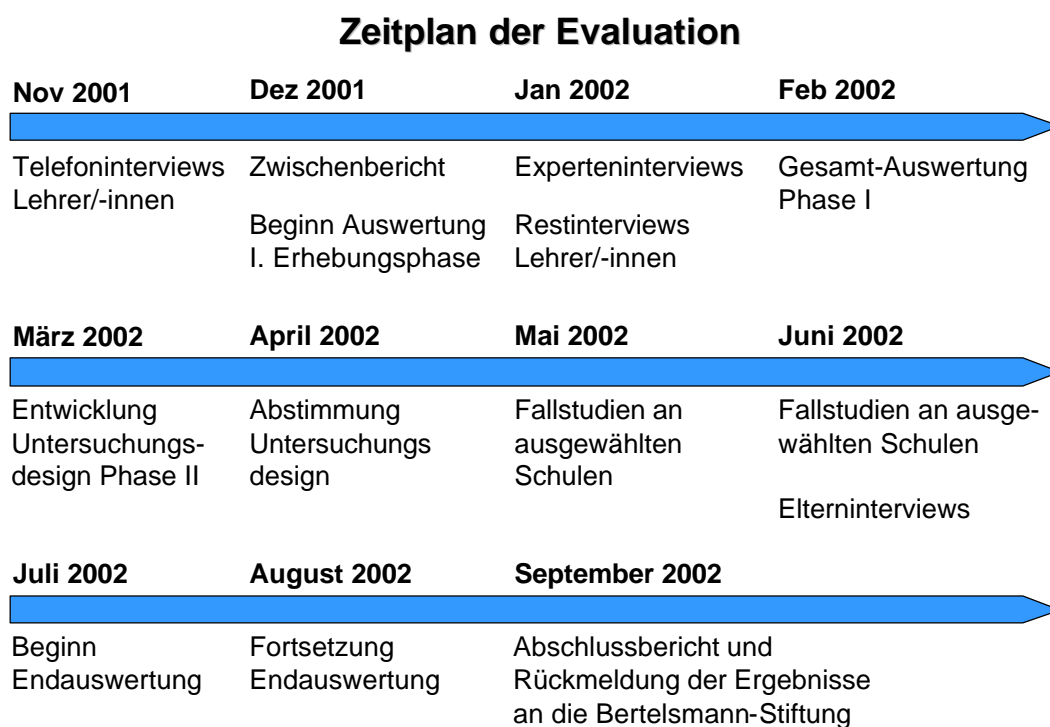 Zeitplan der Evaluation
Nov 2001
Dez 2001
Jan 2002
Feb 2002
Telefoninterviews
Lehrer/-innen
Zwischenbericht
Beginn Auswertung
I. Erhebungsphase
Experteninterviews
Restinterviews
Lehrer/-innen
Gesamt-Auswertung
Phase I
März 2002
April 2002
Mai 2002
Juni 2002
Entwicklung
Untersuchungs-
design Phase II
Abstimmung
Untersuchungs
design
Fallstudien an
ausgewählten
Schulen
Fallstudien an ausge-
wählten Schulen
Elterninterviews
Juli 2002
August 2002
September 2002
Beginn
Endauswertung
Fortsetzung
Endauswertung
Abschlussbericht und
Rückmeldung der Ergebnisse
an die Bertelsmann-Stiftung